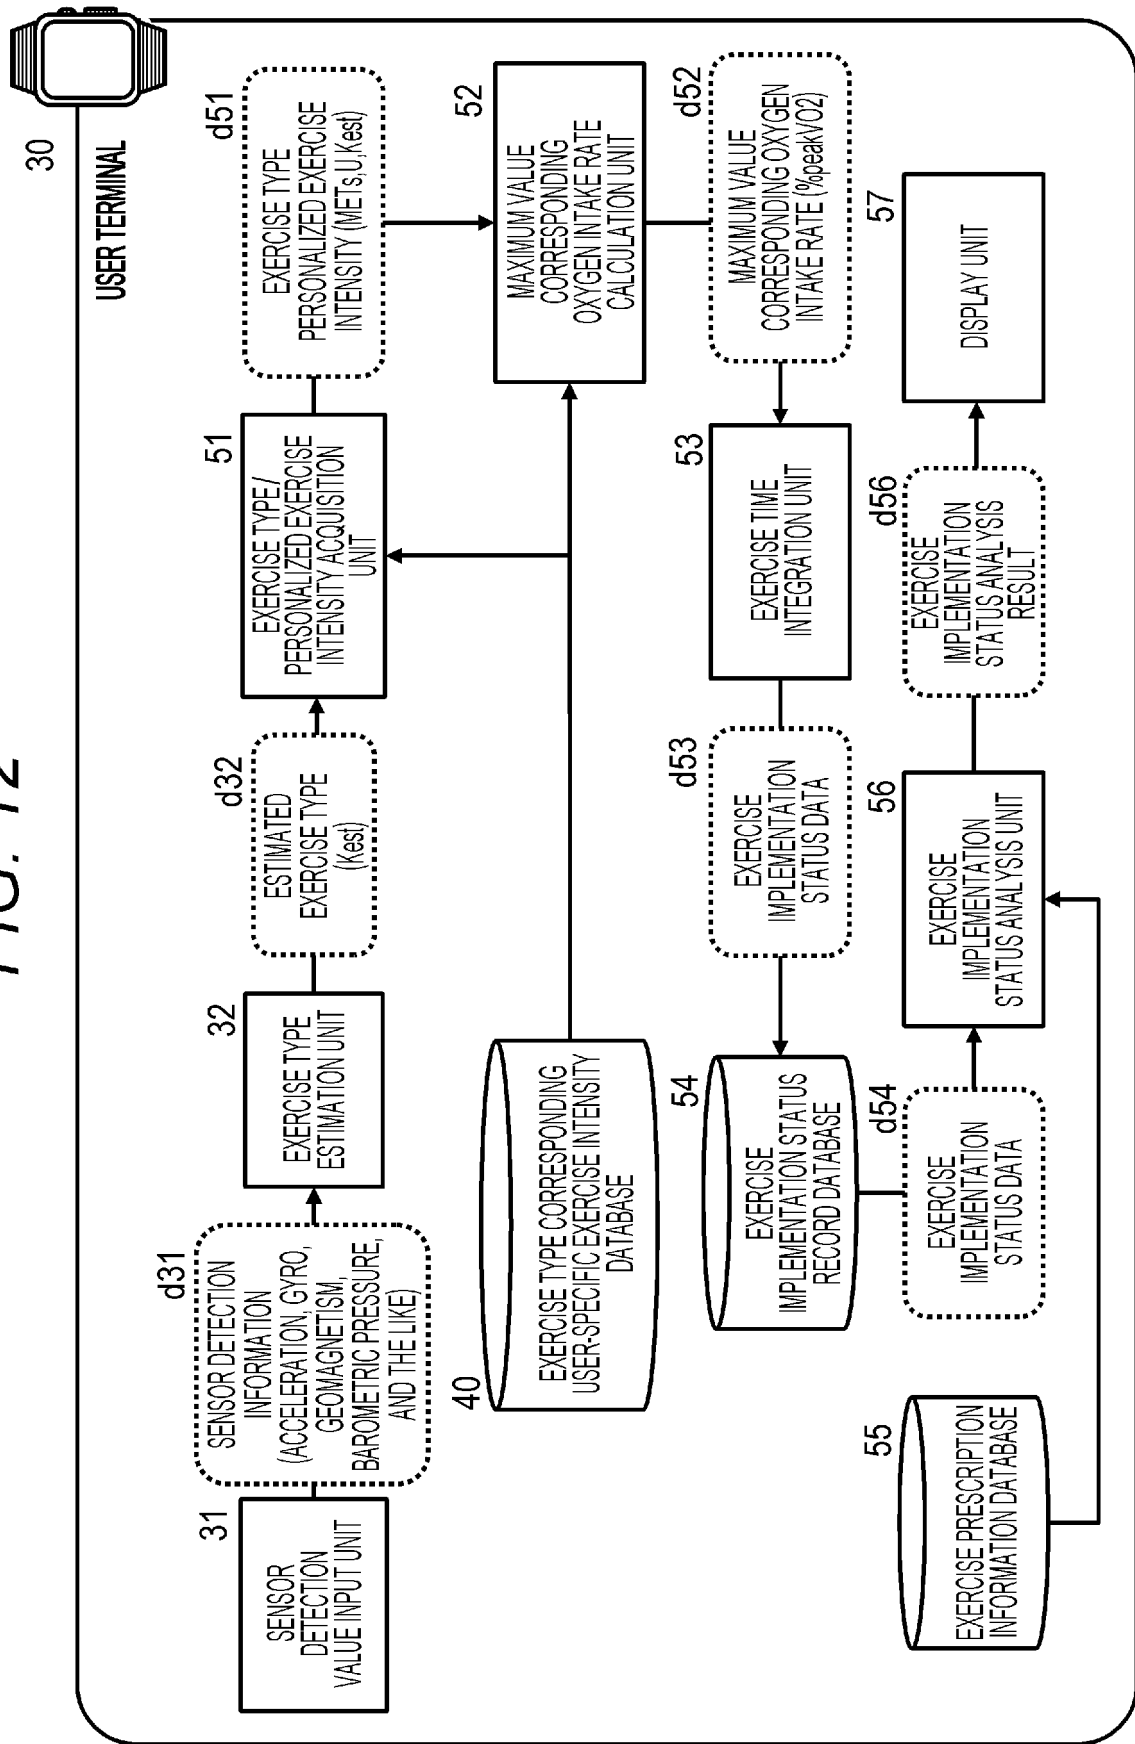 FIG. 12
30
USER TERMINAL
31
SENSOR
DETECTION
VALUE INPUT UNIT
d31
SENSOR DETECTION
INFORMATION
(ACCELERATION, GYRO,
GEOMAGNETISM,
BAROMETRIC PRESSURE,
AND THE LIKE)
32
EXERCISE TYPE
ESTIMATION UNIT
d32
ESTIMATED
EXERCISE TYPE
(Kest)
51
EXERCISE TYPE/
PERSONALIZED EXERCISE
INTENSITY ACQUISITION
UNIT
d51
EXERCISE TYPE
PERSONALIZED EXERCISE
INTENSITY (METs,U,Kest)
40
EXERCISE TYPE CORRESPONDING
USER-SPECIFIC EXERCISE INTENSITY
DATABASE
52
MAXIMUM VALUE
CORRESPONDING
OXYGEN INTAKE RATE
CALCULATION UNIT
d52
MAXIMUM VALUE
CORRESPONDING OXYGEN
INTAKE RATE (%peakVO2)
53
EXERCISE TIME
INTEGRATION UNIT
d53
EXERCISE
IMPLEMENTATION
STATUS DATA
54
EXERCISE
IMPLEMENTATION STATUS
RECORD DATABASE
d54
EXERCISE
IMPLEMENTATION
STATUS DATA
55
EXERCISE PRESCRIPTION
INFORMATION DATABASE
56
EXERCISE
IMPLEMENTATION
STATUS ANALYSIS UNIT
d56
EXERCISE
IMPLEMENTATION
STATUS ANALYSIS
RESULT
57
DISPLAY UNIT